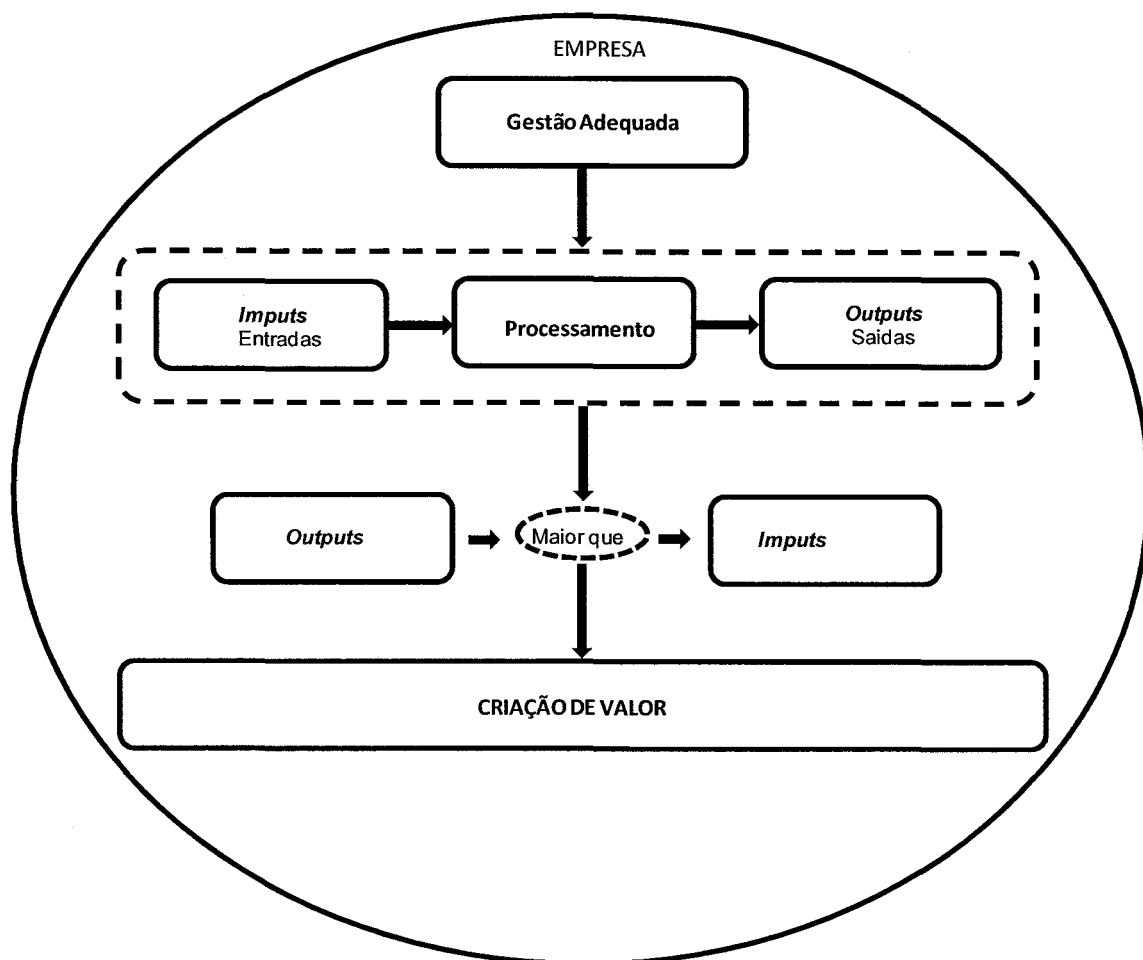 EMPRESA
Gestão Adequada
Imputs
Entradas
Processamento
Outputs
Saidas
Outputs
Maior que
Imputs
CRIAÇÃO DE VALOR